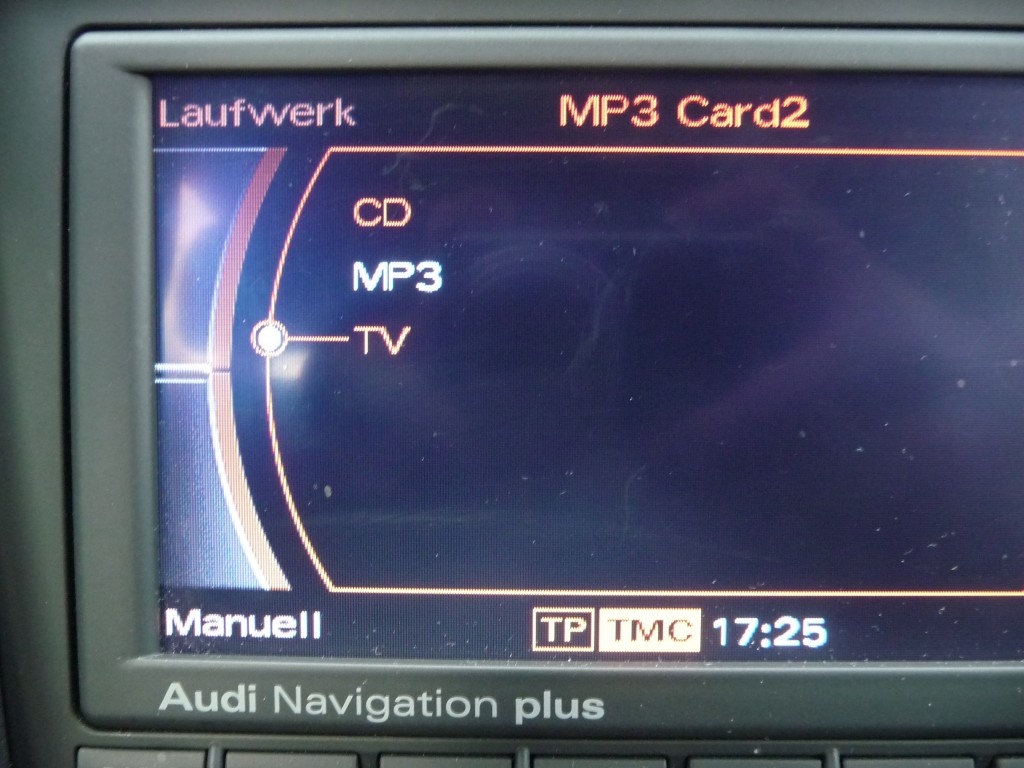 Laufwerk MP3 Card2
CD
MP3
TV
Manuell TP TMC 17:25
Audi Navigation plus